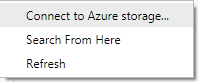 Connect to Azure storage...
Search From Here
Refresh